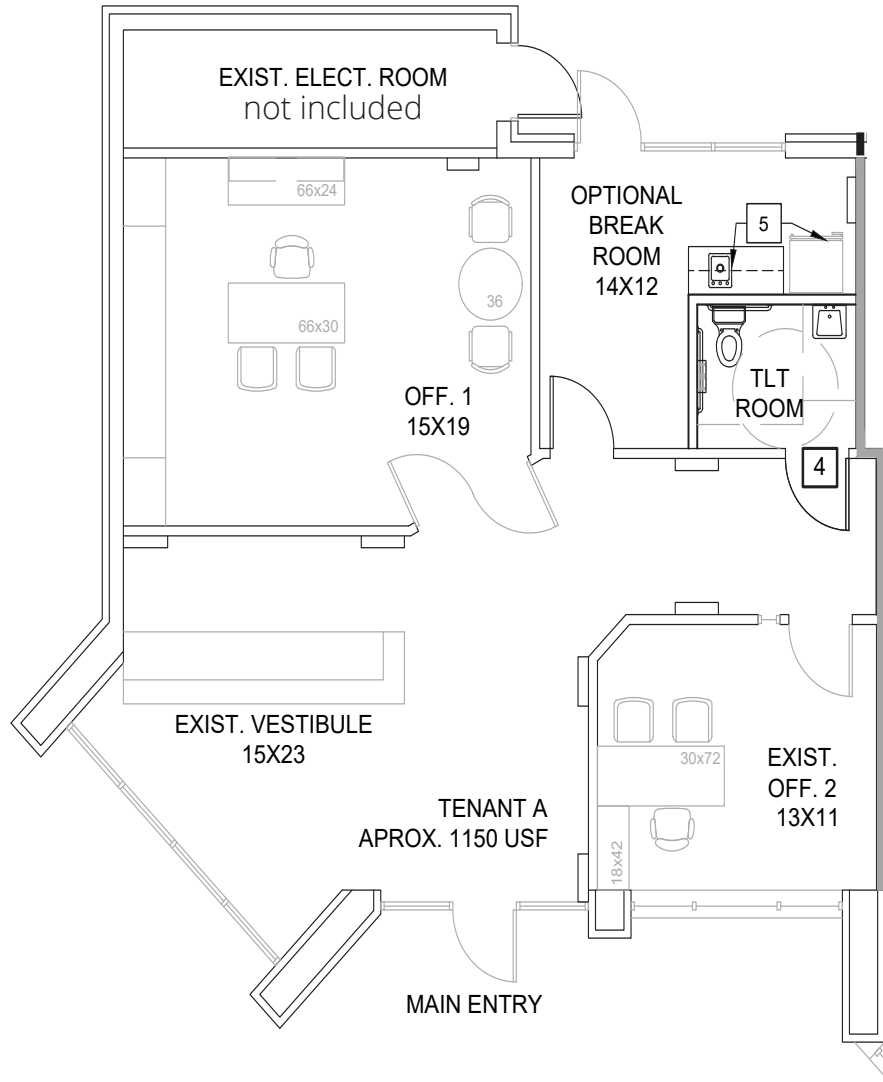 EXIST. ELECT. ROOM
not included
66x24
OPTIONAL
BREAK
ROOM
14X12
5
36
66x30
OFF. 1
15X19
TLT
ROOM
4
EXIST. VESTIBULE
15X23
30x72
EXIST.
OFF. 2
13X11
TENANT A
APROX. 1150 USF
18x42
MAIN ENTRY